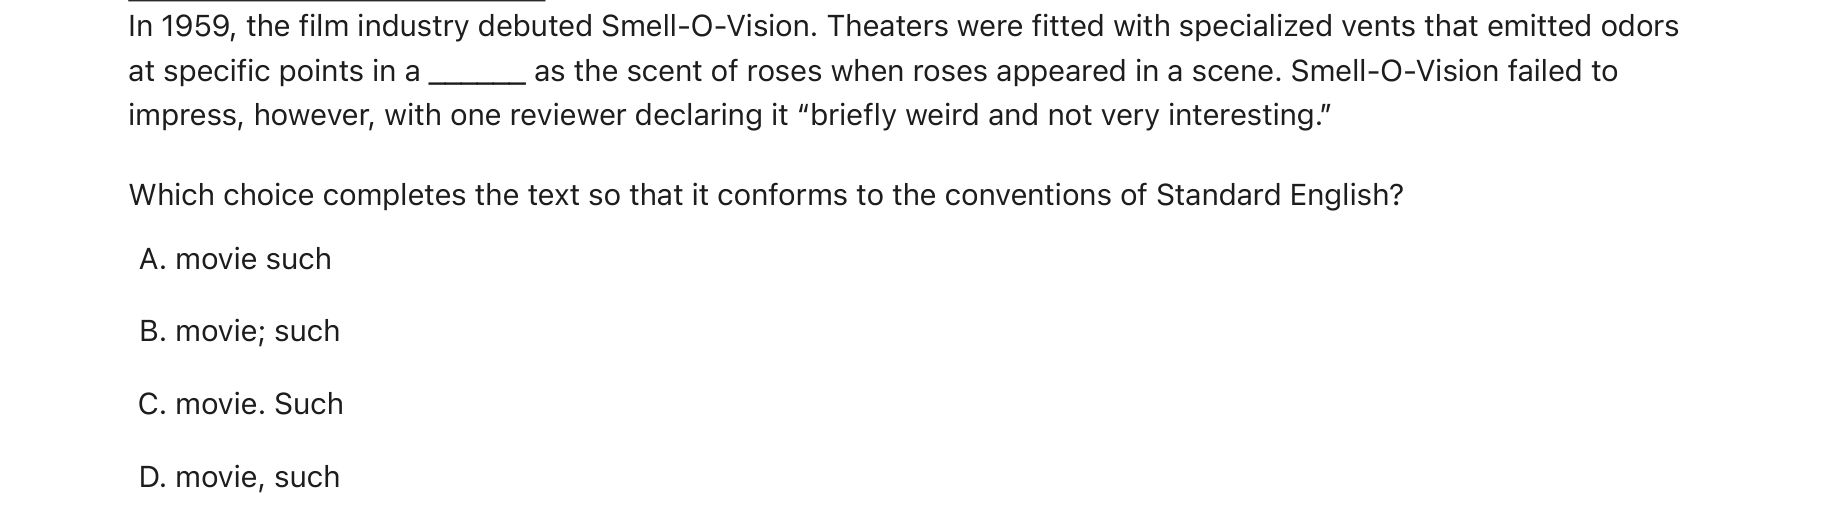 In 1959, the film industry debuted Smell-O-Vision. Theaters were fitted with specialized vents that emitted odors
at specific points in a ______ as the scent of roses when roses appeared in a scene. Smell-O-Vision failed to
impress, however, with one reviewer declaring it “briefly weird and not very interesting.”
Which choice completes the text so that it conforms to the conventions of Standard English?
A. movie such
B. movie; such
C. movie. Such
D. movie, such